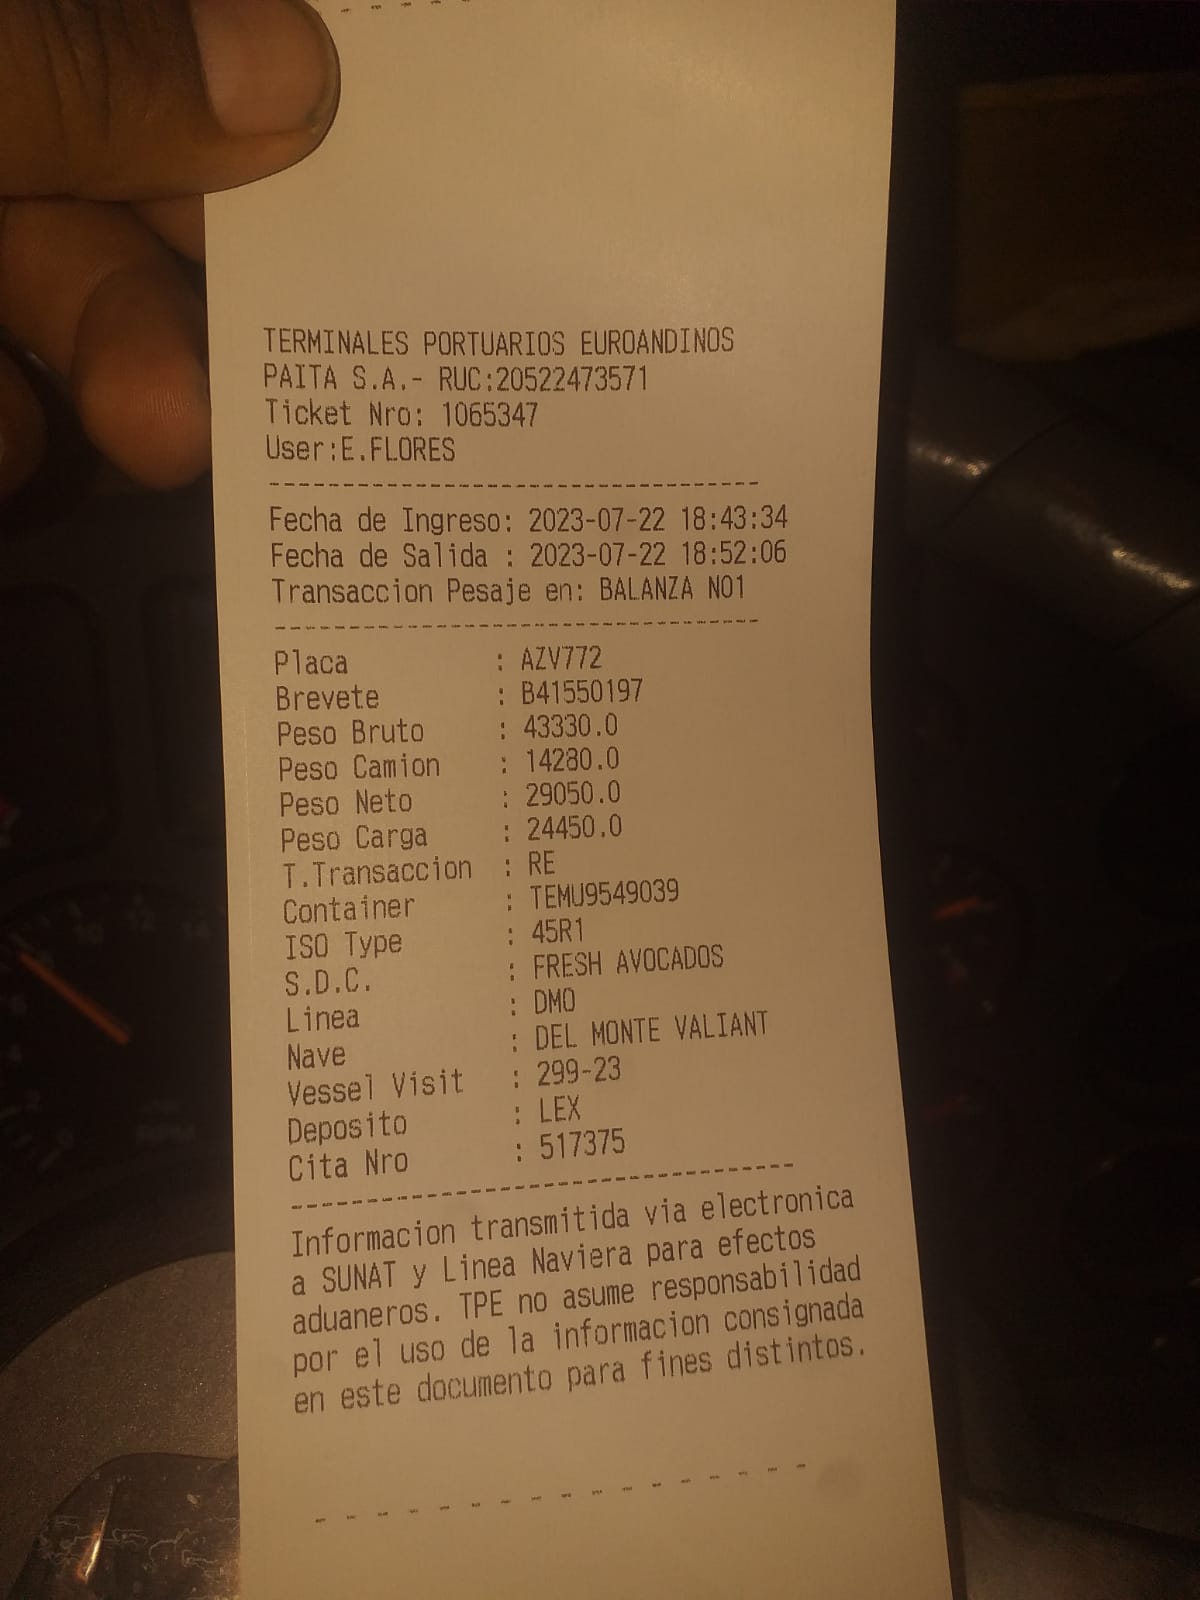 TERMINALES PORTUARIOS EUROANDINOS
PAITA S.A.- RUC:20522473571
Ticket Nro: 1065347
User:E.FLORES
--------------------------------
Fecha de Ingreso: 2023-07-22 18:43:34
Fecha de Salida : 2023-07-22 18:52:06
Transaccion Pesaje en: BALANZA NO1
--------------------------------
Placa : AZV772
Brevete : B41550197
Peso Bruto : 43330.0
Peso Camion : 14280.0
Peso Neto : 29050.0
Peso Carga : 24450.0
T.Transaccion : RE
Container : TEMU9549039
ISO Type : 45R1
S.D.C. : FRESH AVOCADOS
Linea : DMO
Nave : DEL MONTE VALIANT
Vessel Visit : 299-23
Deposito : LEX
Cita Nro : 517375
--------------------------------
Informacion transmitida via electronica
a SUNAT y Linea Naviera para efectos
aduaneros. TPE no asume responsabilidad
por el uso de la informacion consignada
en este documento para fines distintos.